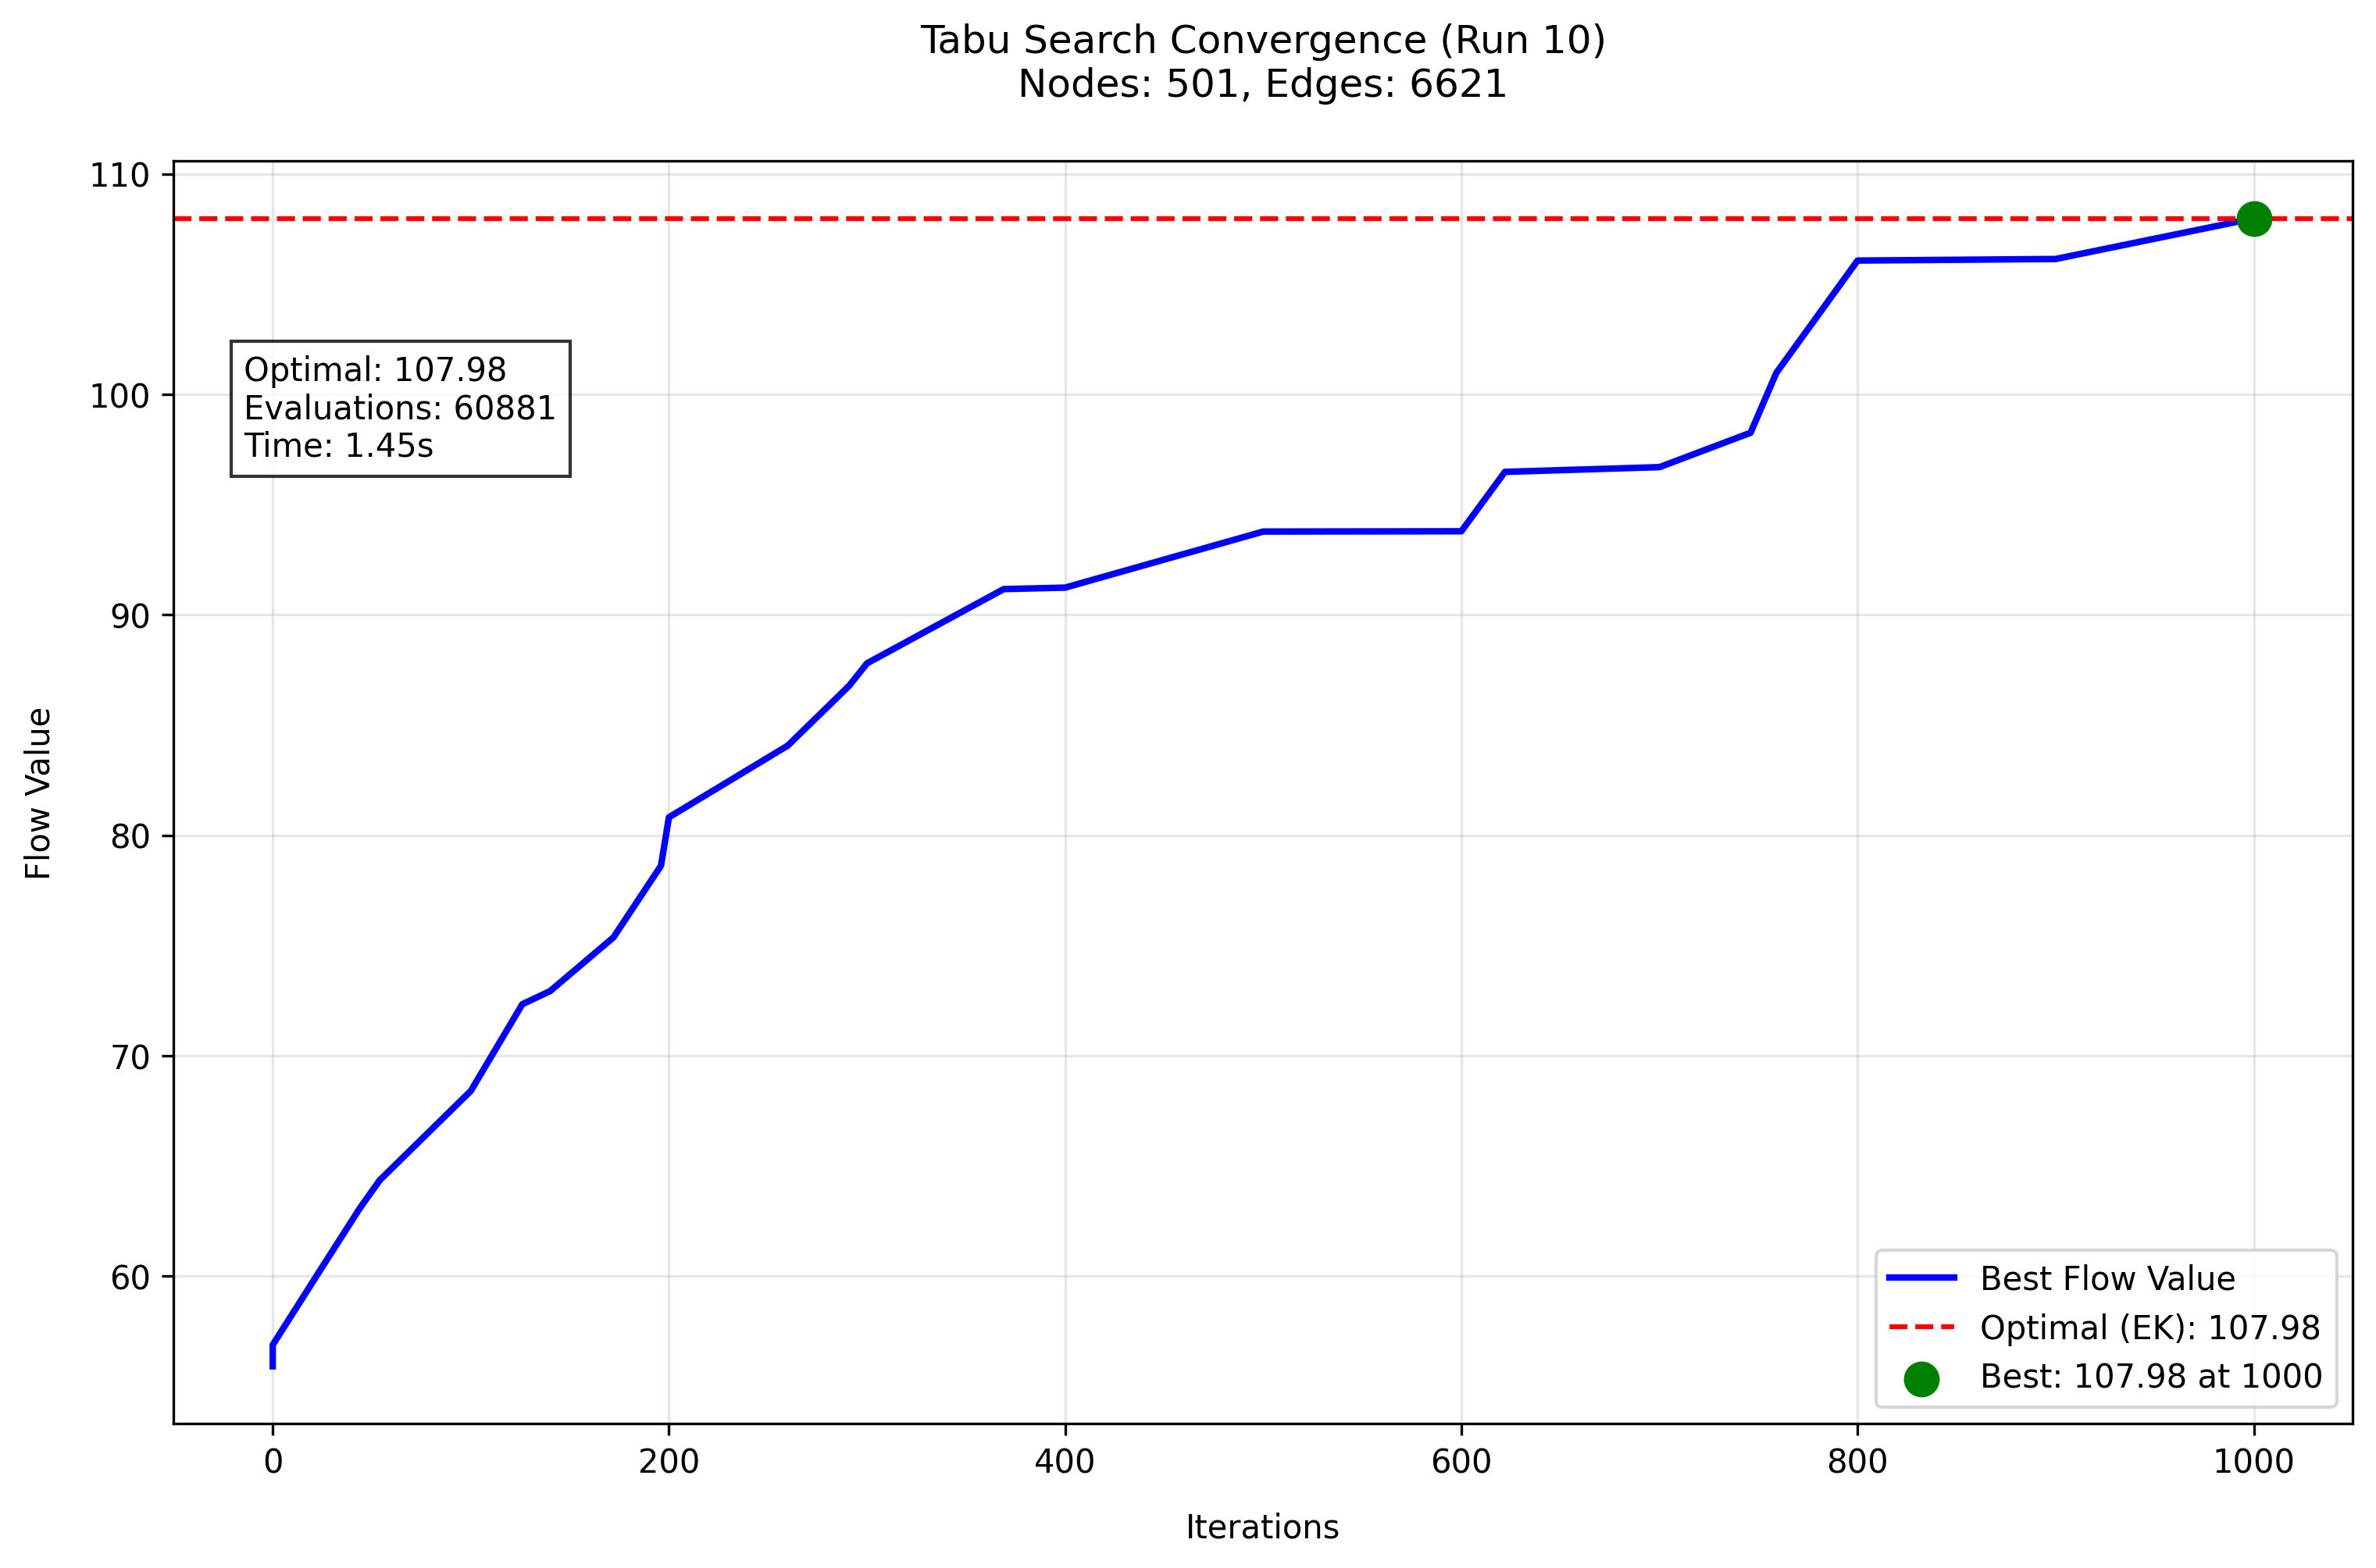 Tabu Search Convergence (Run 10)
Nodes: 501, Edges: 6621
110
100
90
80
70
60
Flow Value
Optimal: 107.98
Evaluations: 60881
Time: 1.45s
Best Flow Value
Optimal (EK): 107.98
Best: 107.98 at 1000
0 200 400 600 800 1000
Iterations